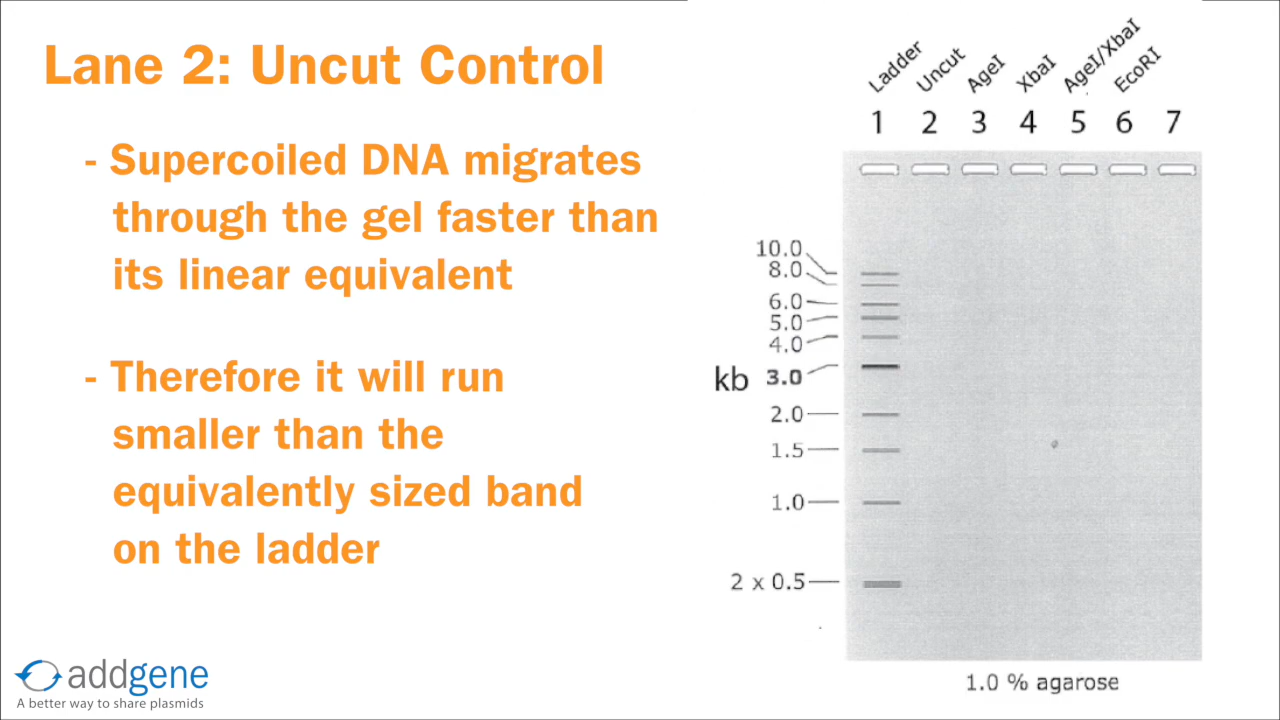 Lane 2: Uncut Control
- Supercoiled DNA migrates
through the gel faster than
its linear equivalent
- Therefore it will run
smaller than the
equivalently sized band
on the ladder
addgene
A better way to share plasmids
Ladder
Uncut
AgeI
XbaI
AgeI/XbaI
EcoRI
1 2 3 4 5 6 7
10.0
8.0
6.0
5.0
4.0
kb 3.0
2.0
1.5
1.0
2 x 0.5
1.0 % agarose